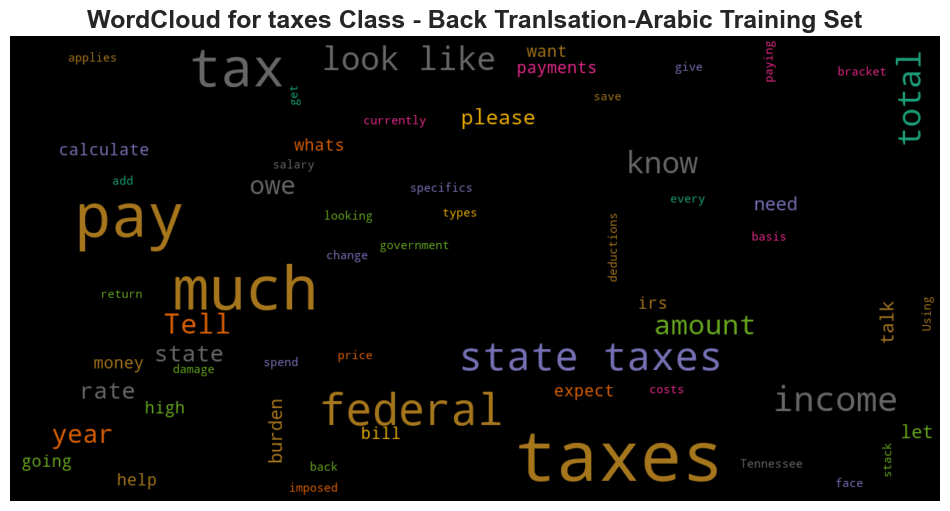 WordCloud for taxes Class - Back Tranlsation-Arabic Training Set
applies
tax
look like
want
payments
give
paying
bracket
total
get
save
currently
please
calculate
whats
salary
know
add
owe
specifics
every
need
pay
looking
types
government
change
deductions
basis
return
much
irs
Tell
amount
talk
Using
state
money
damage
spend
price
state taxes
rate
high
expect
costs
income
year
federal
bill
burden
taxes
let
going
help
back
imposed
Tennessee
stack
face